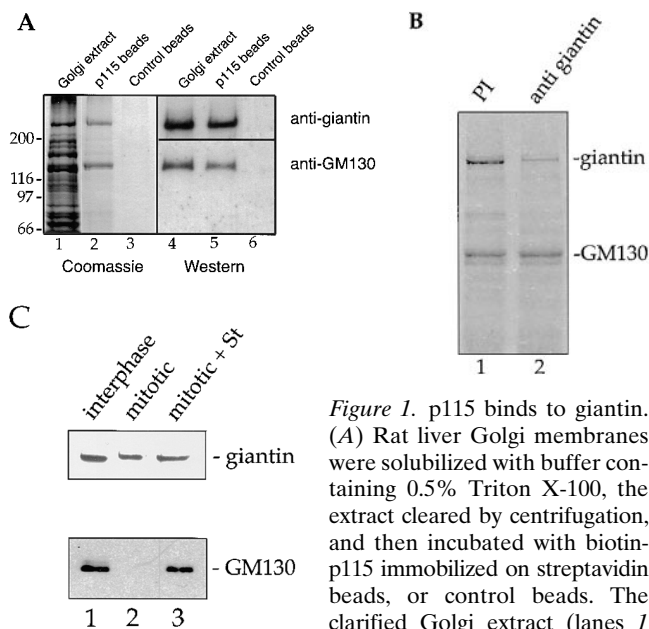 A
Golgi extract
p115 beads
Control beads
Golgi extract
p115 beads
Control beads
200
116
97
66
anti-giantin
anti-GM130
1 2 3 4 5 6
Coomassie Western
B
PI
anti giantin
-giantin
-GM130
1 2
C
interphase
mitotic
mitotic + St
- giantin
- GM130
1 2 3
Figure 1. p115 binds to giantin.
(A) Rat liver Golgi membranes
were solubilized with buffer con-
taining 0.5% Triton X-100, the
extract cleared by centrifugation,
and then incubated with biotin-
p115 immobilized on streptavidin
beads, or control beads. The
clarified Golgi extract (lanes 1